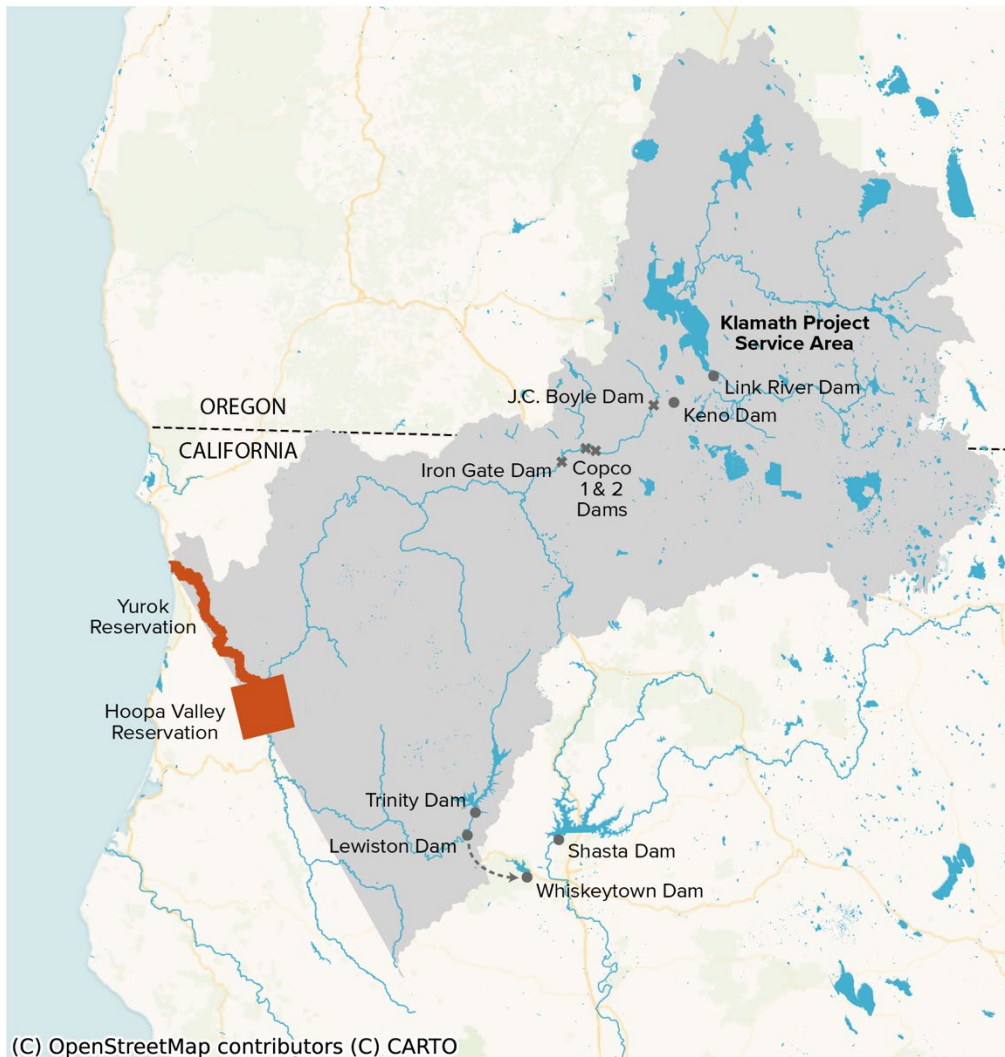 Klamath Project
Service Area
Link River Dam
J.C. Boyle Dam
Keno Dam
OREGON
CALIFORNIA
Iron Gate Dam
Copco
1 & 2
Dams
Yurok
Reservation
Hoopa Valley
Reservation
Trinity Dam
Lewiston Dam
Shasta Dam
Whiskeytown Dam
(C) OpenStreetMap contributors (C) CARTO